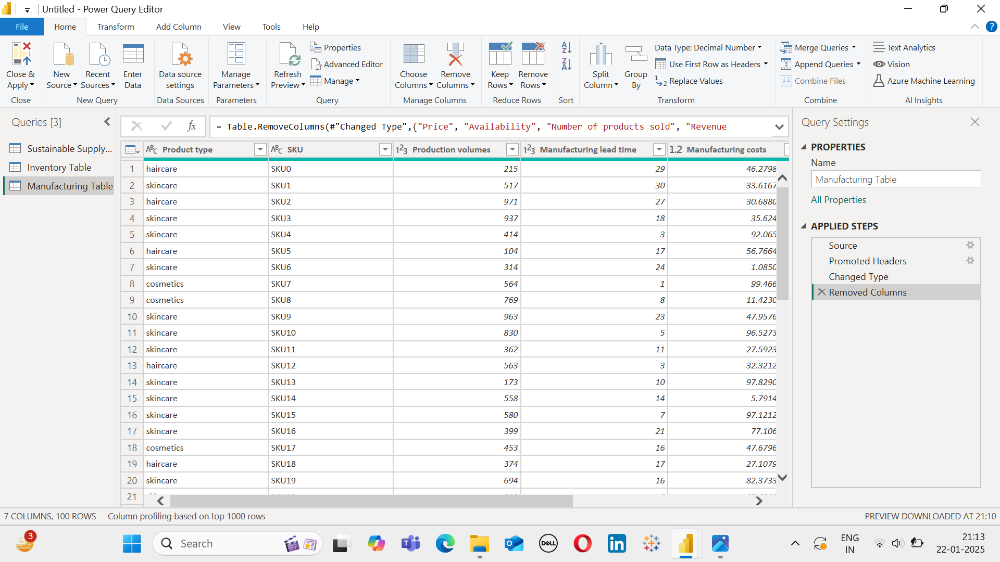 Untitled - Power Query Editor
File Home Transform Add Column View Tools Help
Close & Apply
New Source
Recent Sources
Enter Data
Data source settings
Manage Parameters
Refresh Preview
Properties
Advanced Editor
Manage
Choose Columns
Remove Columns
Keep Rows
Remove Rows
Split Column
Group By
Data Type: Decimal Number
Use First Row as Headers
1 2 Replace Values
Merge Queries
Append Queries
Combine Files
Text Analytics
Vision
Azure Machine Learning
Close New Query Data Sources Parameters Query Manage Columns Reduce Rows Sort Transform Combine AI Insights
Queries [3]
Sustainable Supply...
Inventory Table
Manufacturing Table
fx = Table.RemoveColumns(#"Changed Type",{"Price", "Availability", "Number of products sold", "Revenue
ABC Product type ABC SKU 123 Production volumes 123 Manufacturing lead time 1.2 Manufacturing costs
1 haircare SKU0 215 29 46.2798
2 skincare SKU1 517 30 33.6167
3 haircare SKU2 971 27 30.6880
4 skincare SKU3 937 18 35.624
5 skincare SKU4 414 3 92.065
6 haircare SKU5 104 17 56.7664
7 skincare SKU6 314 24 1.0850
8 cosmetics SKU7 564 1 99.466
9 cosmetics SKU8 769 8 11.4230
10 skincare SKU9 963 23 47.9576
11 skincare SKU10 830 5 96.5273
12 skincare SKU11 362 11 27.5923
13 haircare SKU12 563 3 32.3212
14 skincare SKU13 173 10 97.8290
15 skincare SKU14 558 14 5.7914
16 skincare SKU15 580 7 97.1212
17 skincare SKU16 399 21 77.106
18 cosmetics SKU17 453 16 47.6796
19 haircare SKU18 374 17 27.1079
20 skincare SKU19 694 16 82.3733
21
Query Settings
PROPERTIES
Name
Manufacturing Table
All Properties
APPLIED STEPS
Source
Promoted Headers
Changed Type
Removed Columns
7 COLUMNS, 100 ROWS Column profiling based on top 1000 rows PREVIEW DOWNLOADED AT 21:10
3
Search
DELL
ENG
IN
21:13
22-01-2025